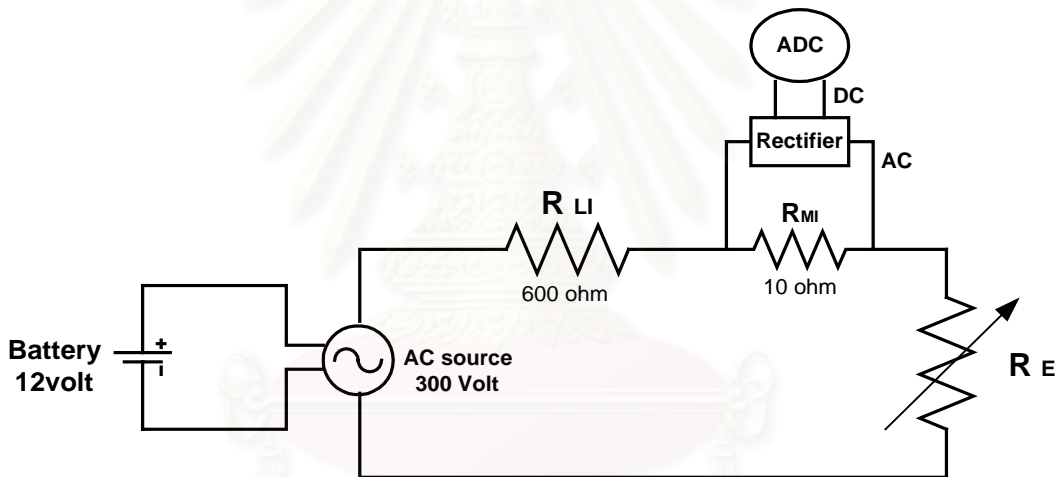 ADC
DC
Rectifier
AC
R LI
RMI
600 ohm
10 ohm
Battery
12volt
+
AC source
300 Volt
R E